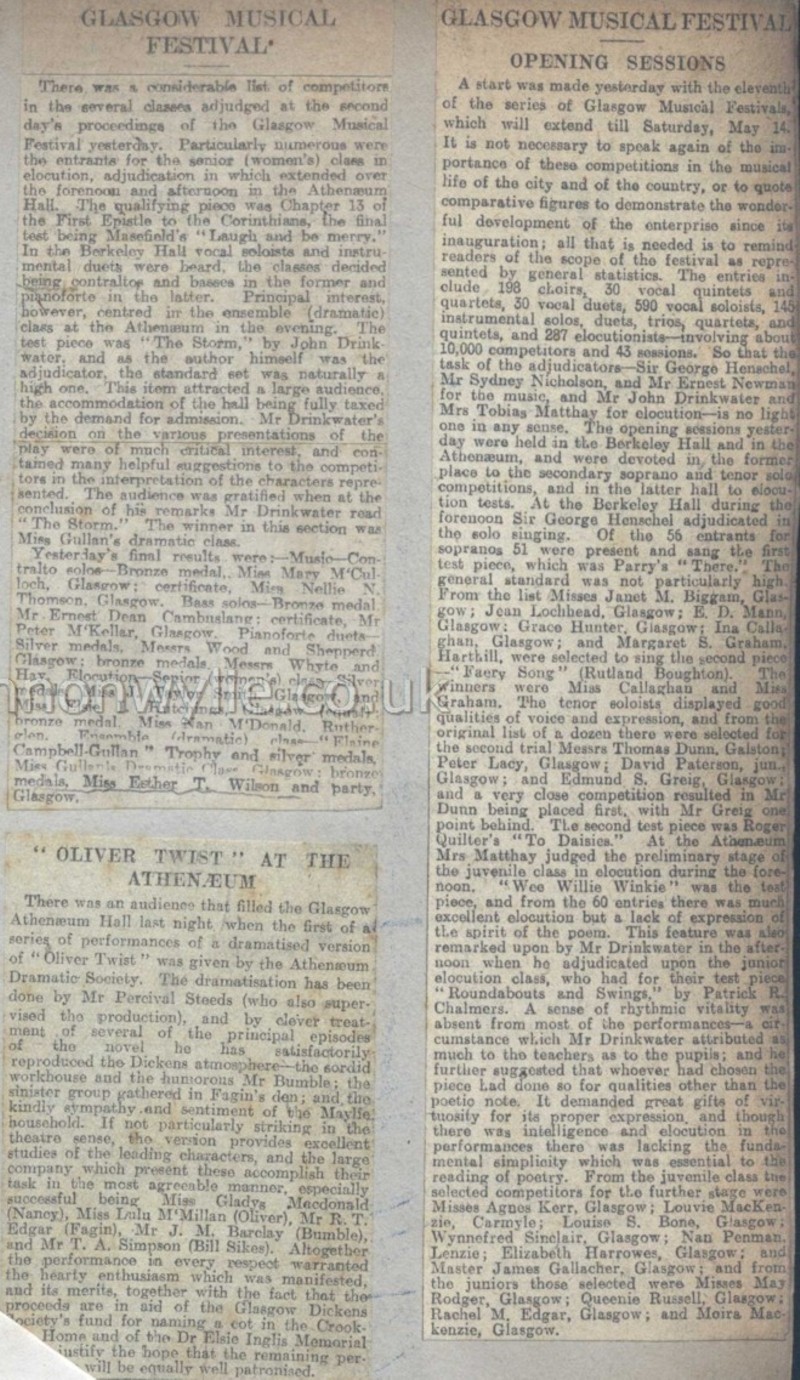 GLASGOW MUSICAL
FESTIVAL
There was a considerable list of competitors
in the several classes adjudged at the second
day's proceedings of the Glasgow Musical
Festival yesterday. Particularly numerous were
the entrants for the senior (women's) class in
elocution, adjudication in which extended over
the forenoon and afternoon in the Athenæum
Hall. The qualifying piece was Chapter 13 of
the First Epistle to the Corinthians, the final
test being Masefield's "Laugh and be merry."
In the Berkeley Hall vocal soloists and instru-
mental duets were heard, the classes decided
being contraltos and basses in the former and
pianoforte in the latter. Principal interest,
however, centred in the ensemble (dramatic)
class at the Athenæum in the evening. The
test piece was "The Storm," by John Drink-
water, and as the author himself was the
adjudicator, the standard set was naturally a
high one. This item attracted a large audience,
the accommodation of the hall being fully taxed
by the demand for admission. Mr Drinkwater's
decision on the various presentations of the
play were of much critical interest, and con-
tained many helpful suggestions to the competi-
tors in the interpretation of the characters repre-
sented. The audience was gratified when at the
conclusion of his remarks Mr Drinkwater read
"The Storm." The winner in this section was
Miss Gullan's dramatic class.
Yesterday's final results were:—Music—Con-
tralto solos—Bronze medal, Miss Mary M'Cul-
loch, Glasgow; certificate, Miss Nellie N.
Thomson, Glasgow. Bass solos—Bronze medal
Mr Ernest Dean Cambuslang; certificate, Mr
Peter M'Kellar, Glasgow. Pianoforte duets—
Silver medals, Messrs Wood and Shepperd
Glasgow; bronze medals, Messrs Whyte and
Hay. Elocution—Senior (women's) class—Silver
Glasgow and
Miss
bronze medal, Miss Nan M'Donald, Ruther-
glen. Ensemble (dramatic) class—"Elaine
Campbell-Gullan" Trophy and silver medals,
Miss Gullan's Dramatic Class Glasgow; bronze
medals, Miss Esther T. Wilson and party,
Glasgow.
"OLIVER TWIST" AT THE
ATHENÆUM
There was an audience that filled the Glasgow
Athenæum Hall last night when the first of a
series of performances of a dramatised version
of "Oliver Twist" was given by the Athenæum
Dramatic Society. The dramatisation has been
done by Mr Percival Steeds (who also super-
vised the production), and by clever treat-
ment of several of the principal episodes
of the novel he has satisfactorily
reproduced the Dickens atmosphere—the sordid
workhouse and the humorous Mr Bumble; the
sinister group gathered in Fagin's den; and the
kindly sympathy and sentiment of the Maylie
household. If not particularly striking in the
theatre sense, the version provides excellent
studies of the leading characters, and the large
company which present these accomplish their
task in the most agreeable manner, especially
successful being Miss Gladys Macdonald
(Nancy), Miss Lulu M'Millan (Oliver), Mr R. T.
Edgar (Fagin), Mr J. M. Barclay (Bumble),
and Mr T. A. Simpson (Bill Sikes). Altogether
the performance in every respect warranted
the hearty enthusiasm which was manifested,
and its merits, together with the fact that the
proceeds are in aid of the Glasgow Dickens
Society's fund for naming a cot in the Crook-
Home and of the Dr Elsie Inglis Memorial
justify the hope that the remaining per-
will be equally well patronised.
GLASGOW MUSICAL FESTIVAL
OPENING SESSIONS
A start was made yesterday with the eleventh
of the series of Glasgow Musical Festivals,
which will extend till Saturday, May 14.
It is not necessary to speak again of the im-
portance of these competitions in the musical
life of the city and of the country, or to quote
comparative figures to demonstrate the wonder-
ful development of the enterprise since its
inauguration; all that is needed is to remind
readers of the scope of the festival as repre-
sented by general statistics. The entries in-
clude 198 choirs, 30 vocal quintets and
quartets, 30 vocal duets, 590 vocal soloists, 145
instrumental solos, duets, trios, quartets, and
quintets, and 287 elocutionists—involving about
10,000 competitors and 43 sessions. So that the
task of the adjudicators—Sir George Henschel,
Mr Sydney Nicholson, and Mr Ernest Newman
for the music, and Mr John Drinkwater and
Mrs Tobias Matthay for elocution—is no light
one in any sense. The opening sessions yester-
day were held in the Berkeley Hall and in the
Athenæum, and were devoted in the former
place to the secondary soprano and tenor solo
competitions, and in the latter hall to elocu-
tion tests. At the Berkeley Hall during the
forenoon Sir George Henschel adjudicated in
the solo singing. Of the 56 entrants for
sopranos 51 were present and sang the first
test piece, which was Parry's "There." The
general standard was not particularly high.
From the list Misses Janet M. Biggam, Glas-
gow; Jean Lochhead, Glasgow; E. D. Mann,
Glasgow; Grace Hunter, Glasgow; Ina Calla-
ghan, Glasgow; and Margaret S. Graham,
Harthill, were selected to sing the second piece
—"Faery Song" (Rutland Boughton). The
winners were Miss Callaghan and Miss
Graham. The tenor soloists displayed good
qualities of voice and expression, and from the
original list of a dozen there were selected for
the second trial Messrs Thomas Dunn, Galston;
Peter Lacy, Glasgow; David Paterson, jun.,
Glasgow; and Edmund S. Greig, Glasgow;
and a very close competition resulted in Mr
Dunn being placed first, with Mr Greig one
point behind. The second test piece was Roger
Quilter's "To Daisies." At the Athenæum
Mrs Matthay judged the preliminary stage of
the juvenile class in elocution during the fore-
noon. "Wee Willie Winkie" was the test
piece, and from the 60 entries there was much
excellent elocution but a lack of expression of
the spirit of the poem. This feature was also
remarked upon by Mr Drinkwater in the after-
noon when he adjudicated upon the junior
elocution class, who had for their test piece
"Roundabouts and Swings," by Patrick R.
Chalmers. A sense of rhythmic vitality was
absent from most of the performances—a cir-
cumstance which Mr Drinkwater attributed as
much to the teachers as to the pupils; and he
further suggested that whoever had chosen the
piece had done so for qualities other than the
poetic note. It demanded great gifts of vir-
tuosity for its proper expression, and though
there was intelligence and elocution in the
performances there was lacking the funda-
mental simplicity which was essential to the
reading of poetry. From the juvenile class the
selected competitors for the further stage were
Misses Agnes Kerr, Glasgow; Louvie MacKen-
zie, Carmyle; Louise S. Bone, Glasgow;
Wynnefred Sinclair, Glasgow; Nan Penman,
Lenzie; Elizabeth Harrowes, Glasgow; and
Master James Gallacher, Glasgow; and from
the juniors those selected were Misses May
Rodger, Glasgow; Queenie Russell, Glasgow;
Rachel M. Edgar, Glasgow; and Moira Mac-
kenzie, Glasgow.